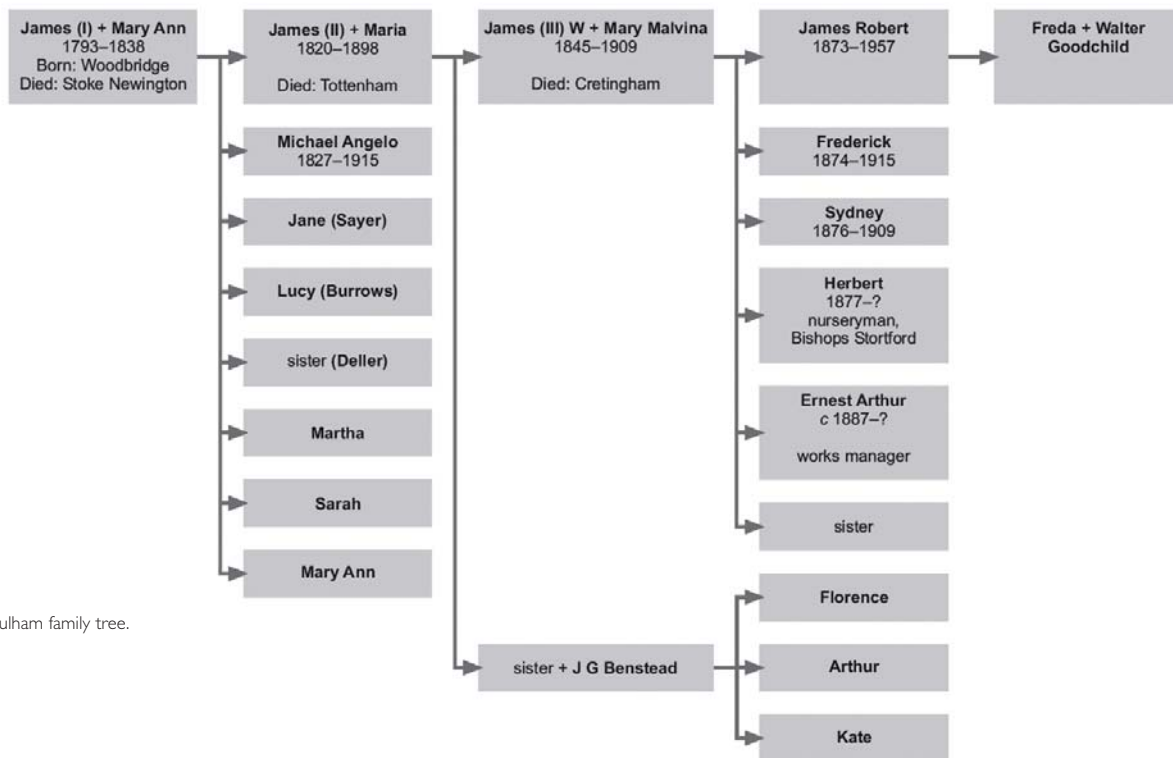 James (I) + Mary Ann
1793–1838
Born: Woodbridge
Died: Stoke Newington
James (II) + Maria
1820–1898
Died: Tottenham
Michael Angelo
1827–1915
Jane (Sayer)
Lucy (Burrows)
sister (Deller)
Martha
Sarah
Mary Ann
James (III) W + Mary Malvina
1845–1909
Died: Cretingham
sister + J G Benstead
James Robert
1873–1957
Frederick
1874–1915
Sydney
1876–1909
Herbert
1877–?
nurseryman,
Bishops Stortford
Ernest Arthur
c 1887–?
works manager
sister
Florence
Arthur
Kate
Freda + Walter
Goodchild
ulham family tree.